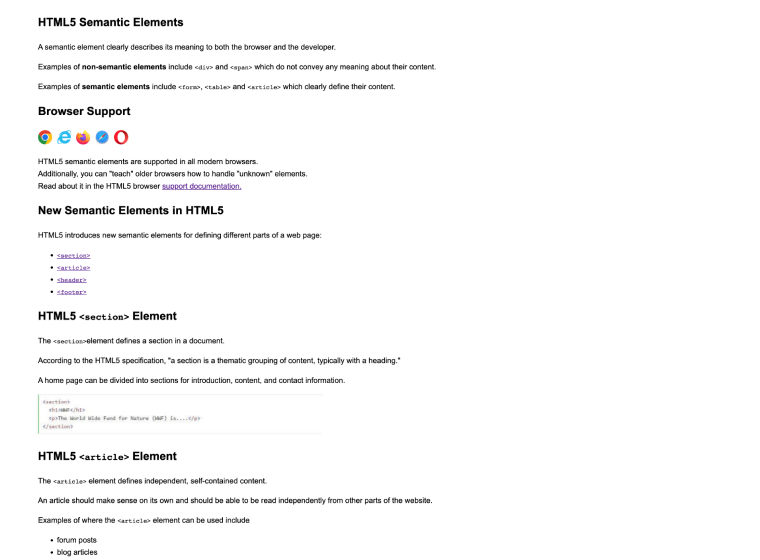 HTML5 Semantic Elements
A semantic element clearly describes its meaning to both the browser and the developer.
Examples of non-semantic elements include <div> and <span> which do not convey any meaning about their content.
Examples of semantic elements include <form>, <table> and <article> which clearly define their content.
Browser Support
HTML5 semantic elements are supported in all modern browsers.
Additionally, you can "teach" older browsers how to handle "unknown" elements.
Read about it in the HTML5 browser support documentation.
New Semantic Elements in HTML5
HTML5 introduces new semantic elements for defining different parts of a web page:
• <section>
• <article>
• <header>
• <footer>
HTML5 <section> Element
The <section>element defines a section in a document.
According to the HTML5 specification, "a section is a thematic grouping of content, typically with a heading."
A home page can be divided into sections for introduction, content, and contact information.
<section>
<h1>WWF</h1>
<p>The World Wide Fund for Nature (WWF) is....</p>
</section>
HTML5 <article> Element
The <article> element defines independent, self-contained content.
An article should make sense on its own and should be able to be read independently from other parts of the website.
Examples of where the <article> element can be used include
• forum posts
• blog articles